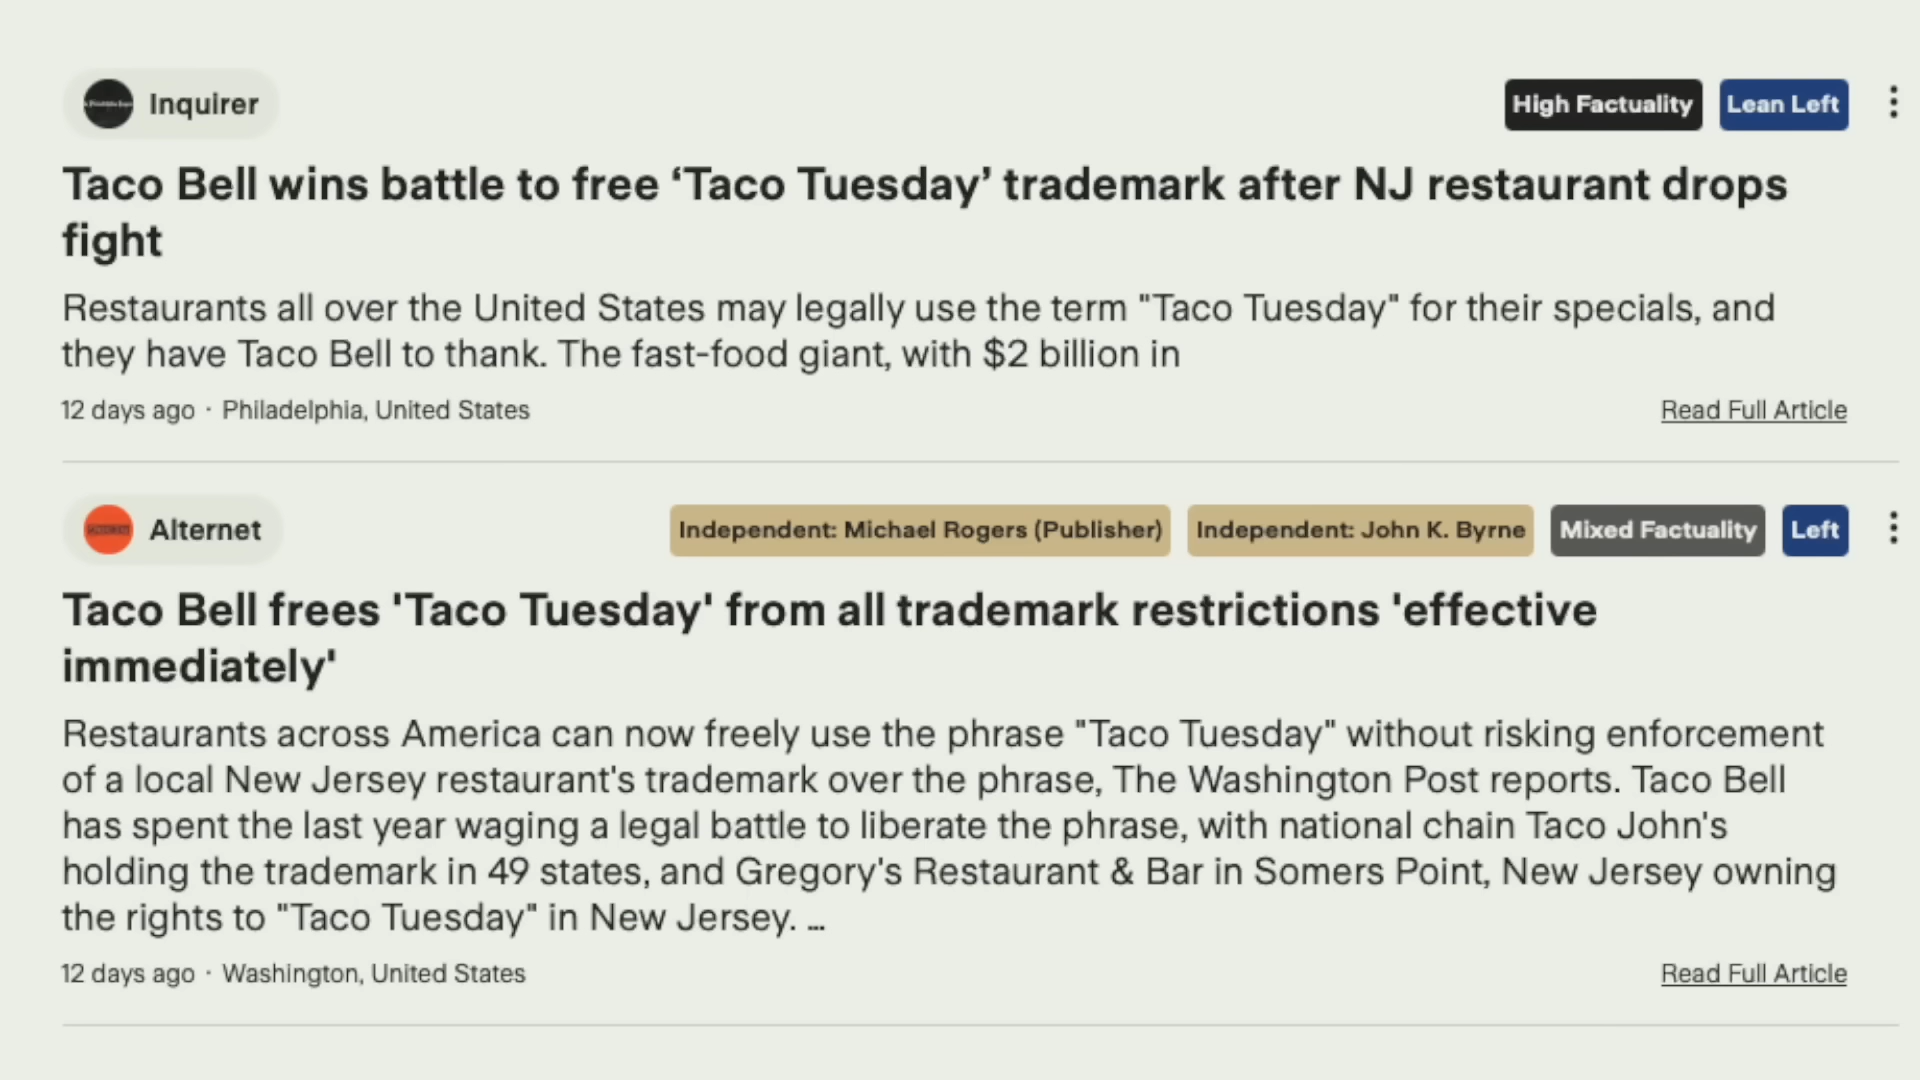 Inquirer
High Factuality
Lean Left
Taco Bell wins battle to free ‘Taco Tuesday’ trademark after NJ restaurant drops
fight
Restaurants all over the United States may legally use the term "Taco Tuesday" for their specials, and
they have Taco Bell to thank. The fast-food giant, with $2 billion in
12 days ago · Philadelphia, United States
Read Full Article
Alternet
Independent: Michael Rogers (Publisher)
Independent: John K. Byrne
Mixed Factuality
Left
Taco Bell frees 'Taco Tuesday' from all trademark restrictions 'effective
immediately'
Restaurants across America can now freely use the phrase "Taco Tuesday" without risking enforcement
of a local New Jersey restaurant's trademark over the phrase, The Washington Post reports. Taco Bell
has spent the last year waging a legal battle to liberate the phrase, with national chain Taco John's
holding the trademark in 49 states, and Gregory's Restaurant & Bar in Somers Point, New Jersey owning
the rights to "Taco Tuesday" in New Jersey. ...
12 days ago · Washington, United States
Read Full Article